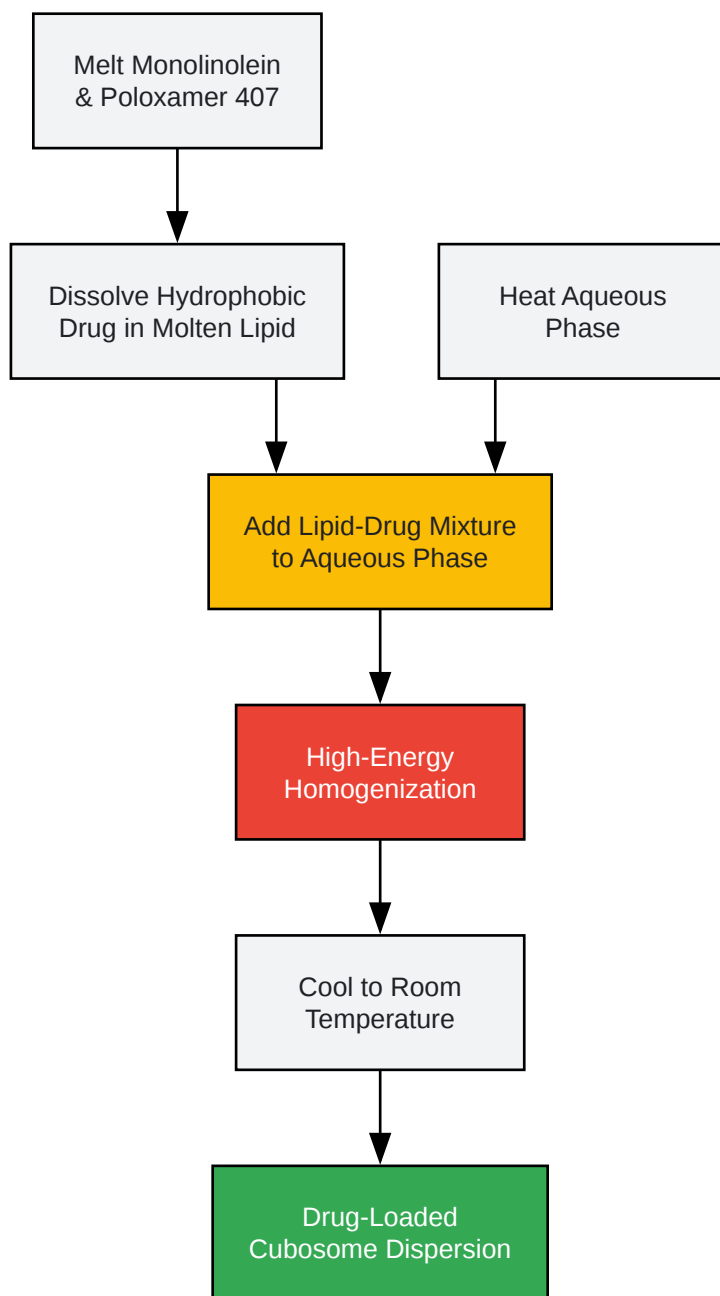 Melt Monolinolein
& Poloxamer 407
Dissolve Hydrophobic
Drug in Molten Lipid
Heat Aqueous
Phase
Add Lipid-Drug Mixture
to Aqueous Phase
High-Energy
Homogenization
Cool to Room
Temperature
Drug-Loaded
Cubosome Dispersion